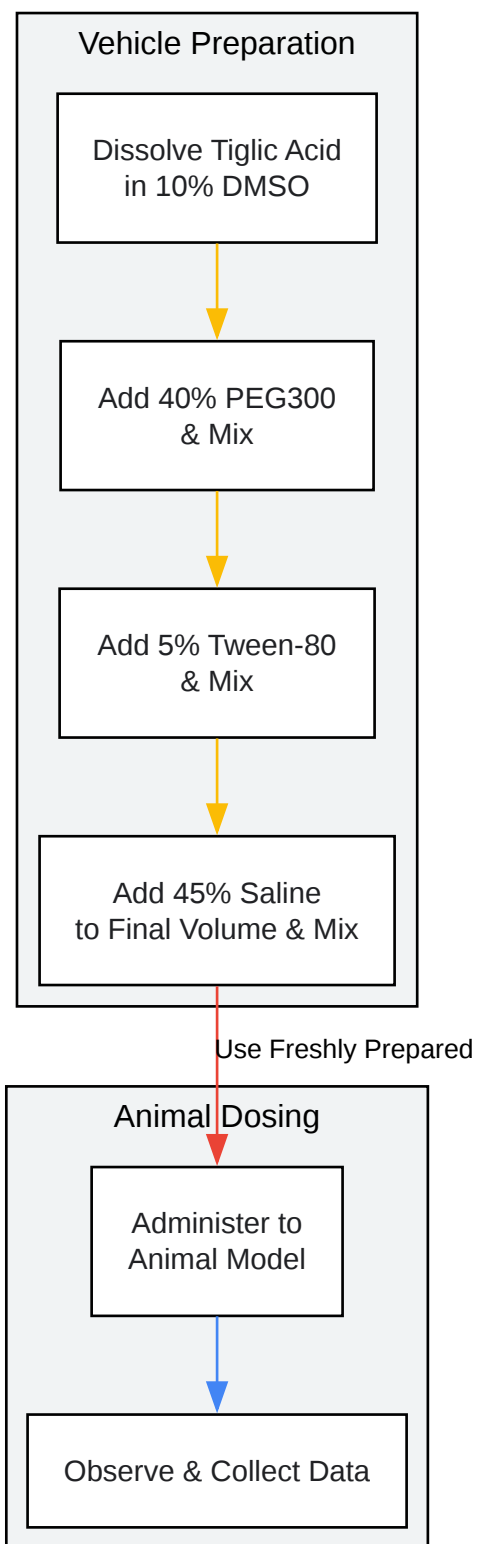 Vehicle Preparation
Dissolve Tiglic Acid
in 10% DMSO
Add 40% PEG300
& Mix
Add 5% Tween-80
& Mix
Add 45% Saline
to Final Volume & Mix
Use Freshly Prepared
Animal Dosing
Administer to
Animal Model
Observe & Collect Data